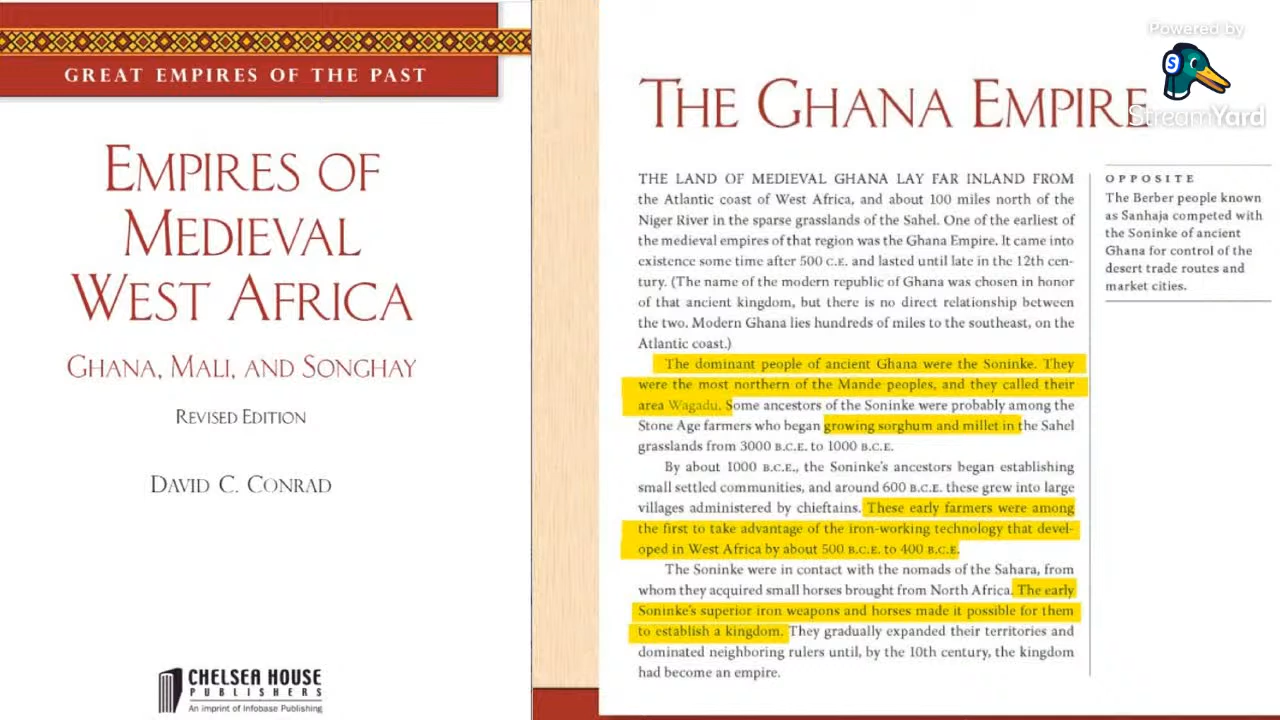 GREAT EMPIRES OF THE PAST
EMPIRES OF
MEDIEVAL
WEST AFRICA
GHANA, MALI, AND SONGHAY
REVISED EDITION
DAVID C. CONRAD
CHELSEA HOUSE
PUBLISHERS
An imprint of Infobase Publishing
THE GHANA EMPIRE
THE LAND OF MEDIEVAL GHANA LAY FAR INLAND FROM
the Atlantic coast of West Africa, and about 100 miles north of the
Niger River in the sparse grasslands of the Sahel. One of the earliest of
the medieval empires of that region was the Ghana Empire. It came into
existence some time after 500 C.E. and lasted until late in the 12th cen-
tury. (The name of the modern republic of Ghana was chosen in honor
of that ancient kingdom, but there is no direct relationship between
the two. Modern Ghana lies hundreds of miles to the southeast, on the
Atlantic coast.)
The dominant people of ancient Ghana were the Soninke. They
were the most northern of the Mande peoples, and they called their
area Wagadu. Some ancestors of the Soninke were probably among the
Stone Age farmers who began growing sorghum and millet in the Sahel
grasslands from 3000 B.C.E. to 1000 B.C.E.
By about 1000 B.C.E., the Soninke's ancestors began establishing
small settled communities, and around 600 B.C.E. these grew into large
villages administered by chieftains. These early farmers were among
the first to take advantage of the iron-working technology that devel-
oped in West Africa by about 500 B.C.E. to 400 B.C.E.
The Soninke were in contact with the nomads of the Sahara, from
whom they acquired small horses brought from North Africa. The early
Soninke's superior iron weapons and horses made it possible for them
to establish a kingdom. They gradually expanded their territories and
dominated neighboring rulers until, by the 10th century, the kingdom
had become an empire.
OPPOSITE
The Berber people known
as Sanhaja competed with
the Soninke of ancient
Ghana for control of the
desert trade routes and
market cities.
Powered by
S
StreamYard